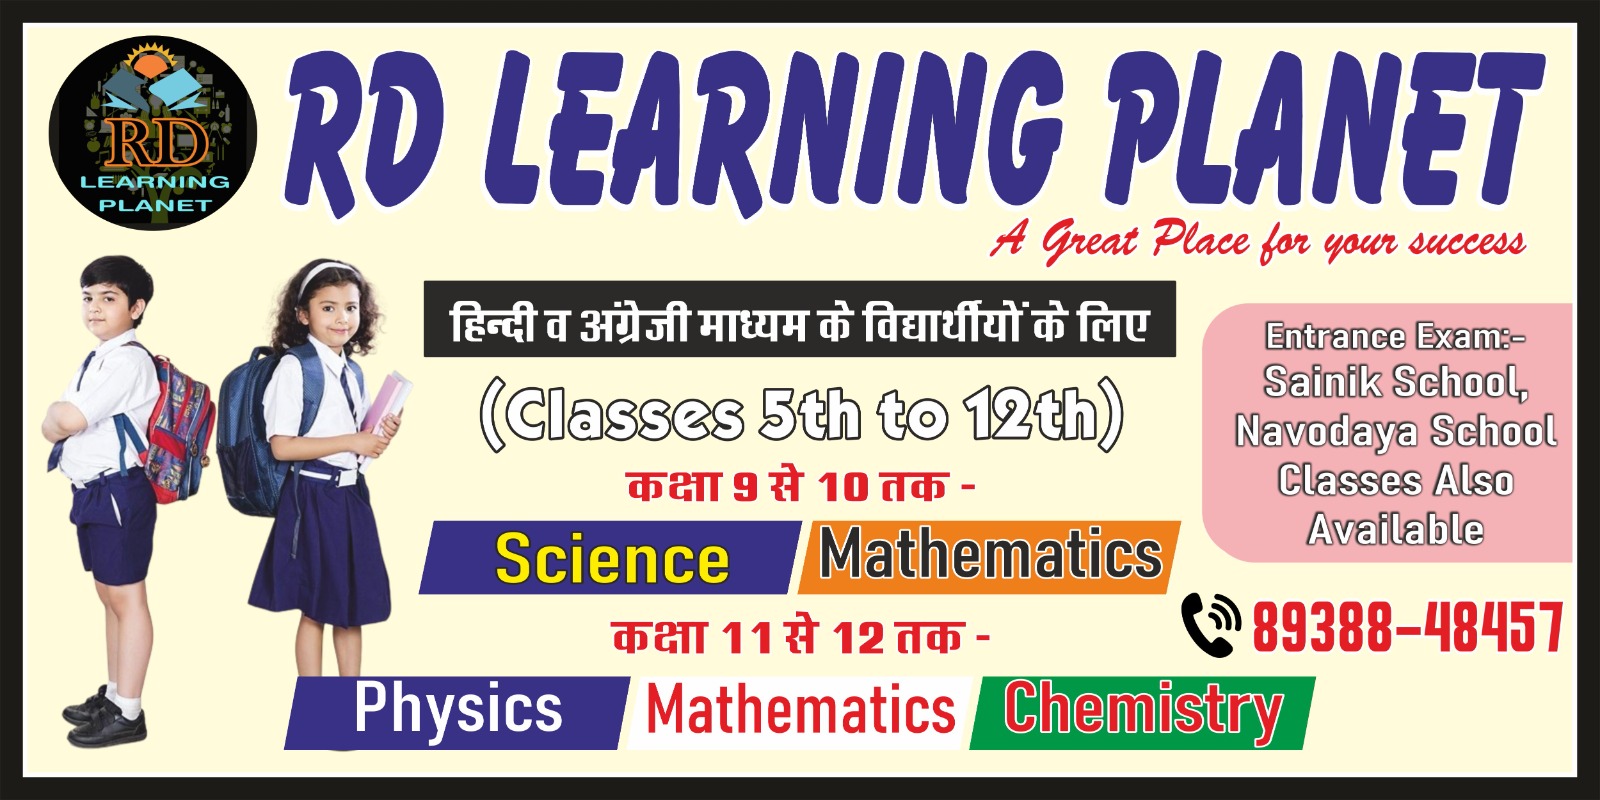 RD
LEARNING
PLANET
RD LEARNING PLANET
A Great Place for your success
हिन्दी व अंग्रेजी माध्यम के विद्यार्थीयों के लिए
(Classes 5th to 12th)
कक्षा 9 से 10 तक -
Science Mathematics
कक्षा 11 से 12 तक -
Physics Mathematics Chemistry
Entrance Exam:-
Sainik School,
Navodaya School
Classes Also
Available
89388-48457